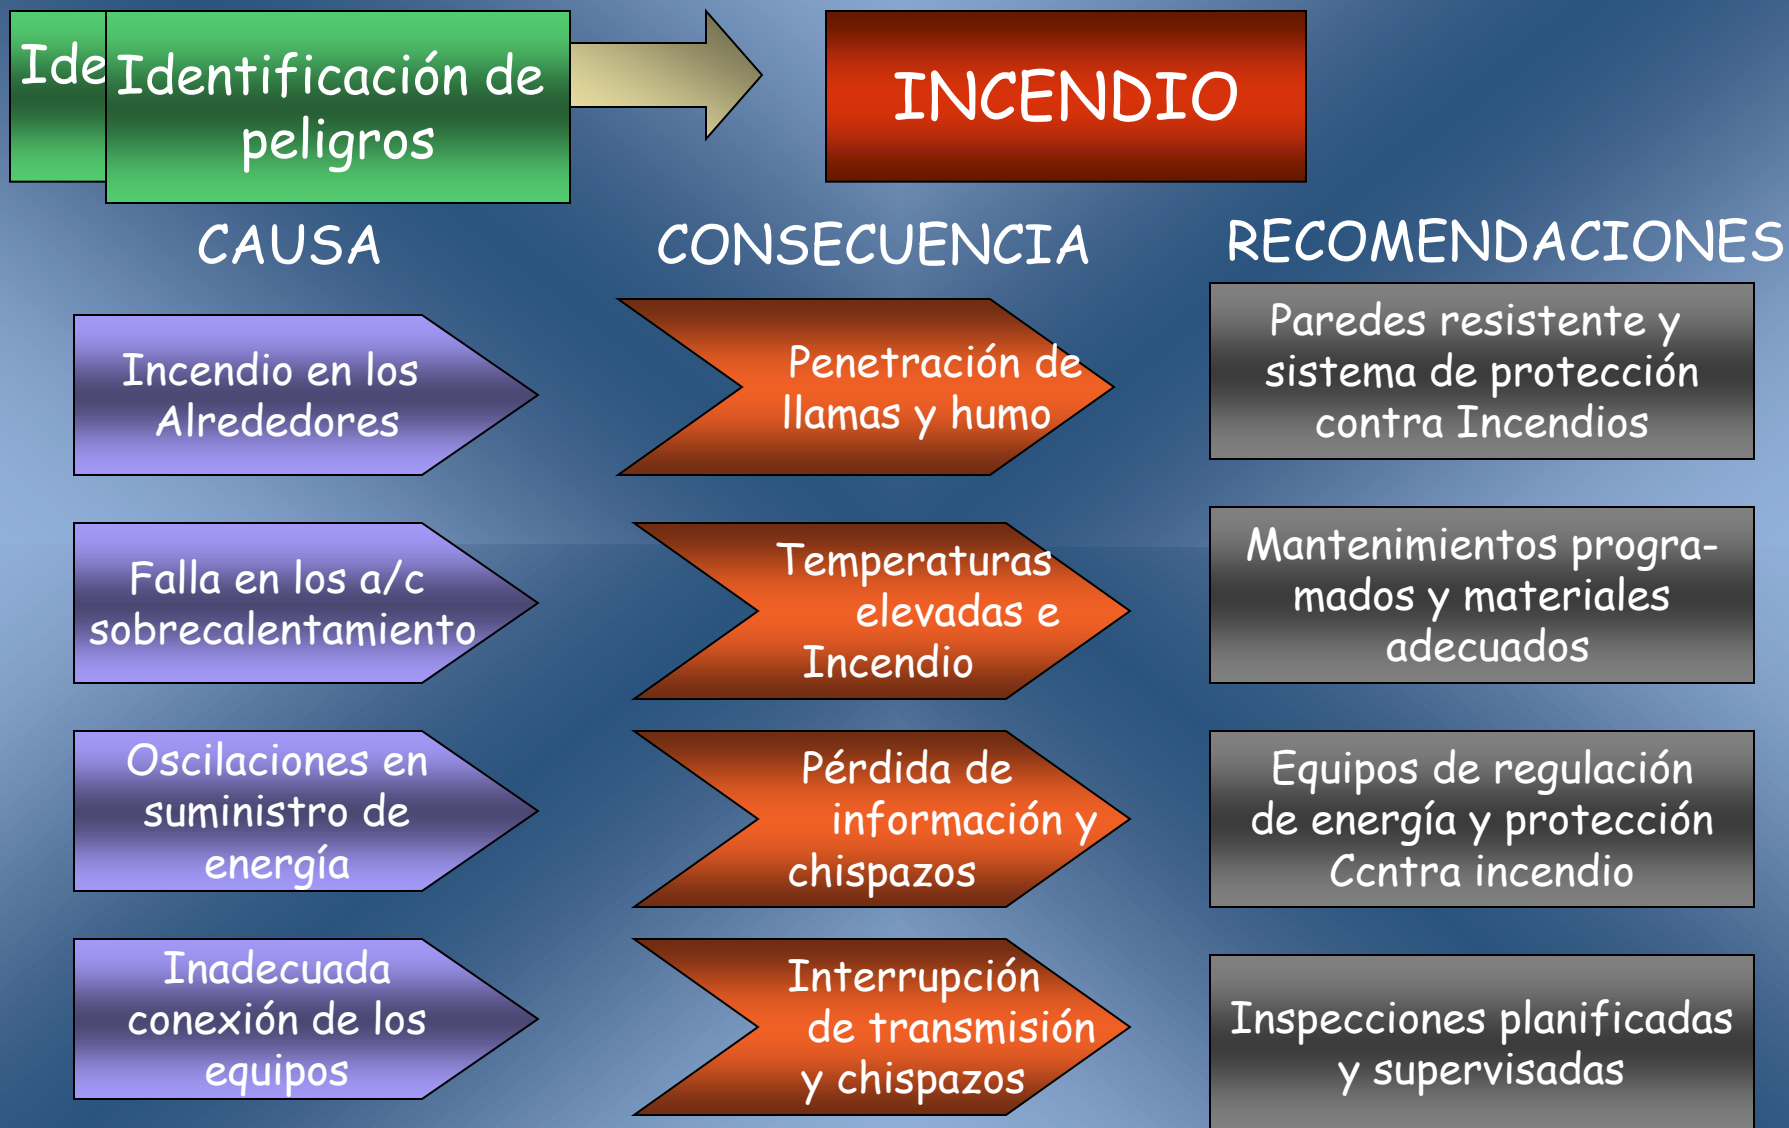 Ide
Identificación de
peligros
INCENDIO
CAUSA
CONSECUENCIA
RECOMENDACIONES
Incendio en los
Alrededores
Penetración de
llamas y humo
Paredes resistente y
sistema de protección
contra Incendios
Falla en los a/c
sobrecalentamiento
Temperaturas
elevadas e
Incendio
Mantenimientos progra-
mados y materiales
adecuados
Oscilaciones en
suministro de
energía
Pérdida de
información y
chispazos
Equipos de regulación
de energía y protección
Ccntra incendio
Inadecuada
conexión de los
equipos
Interrupción
de transmisión
y chispazos
Inspecciones planificadas
y supervisadas